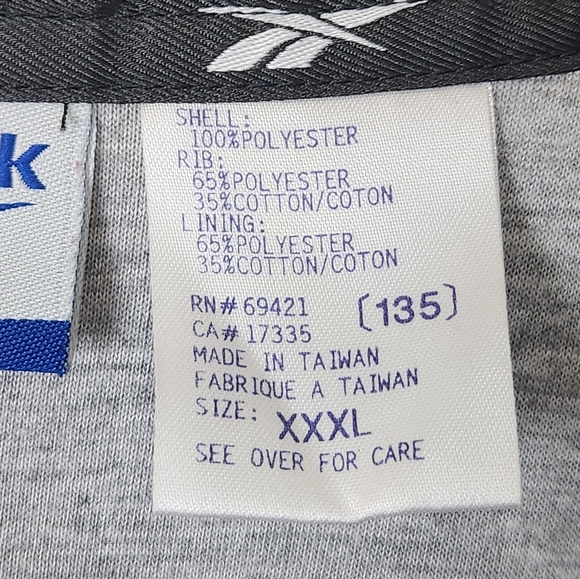 k
SHELL:
100%POLYESTER
RIB:
65%POLYESTER
35%COTTON/COTON
LINING:
65%POLYESTER
35%COTTON/COTON
RN# 69421 [135]
CA# 17335
MADE IN TAIWAN
FABRIQUE A TAIWAN
SIZE: XXXL
SEE OVER FOR CARE